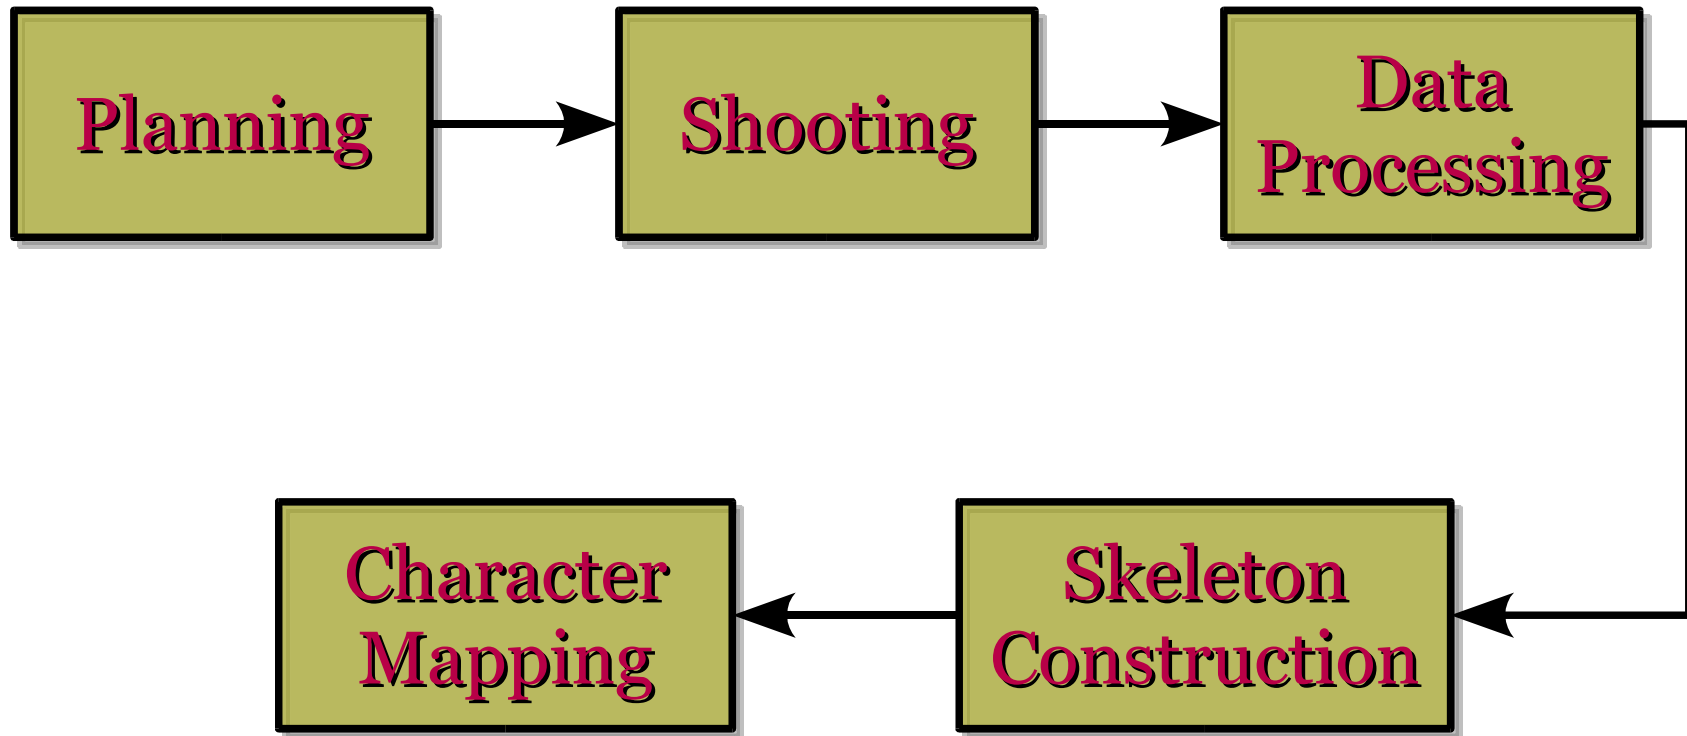 Planning
Shooting
Data
Processing
Skeleton
Construction
Character
Mapping